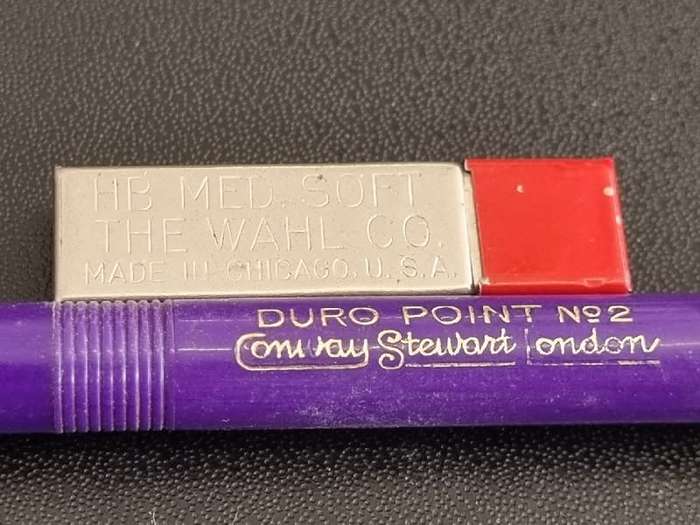 HB MED. SOFT
THE WAHL CO.
MADE IN CHICAGO. U.S.A.
DURO POINT No2
Conway Stewart London